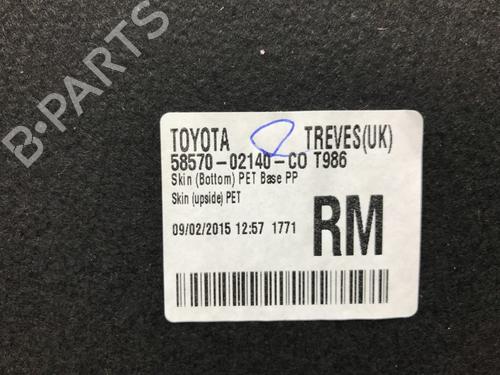 B-PARTS
TOYOTA TREVES(UK)
58570-02140-C0 T986
Skin (Bottom) PET Base PP
Skin (upside) PET
09/02/2015 12:57 1771
RM